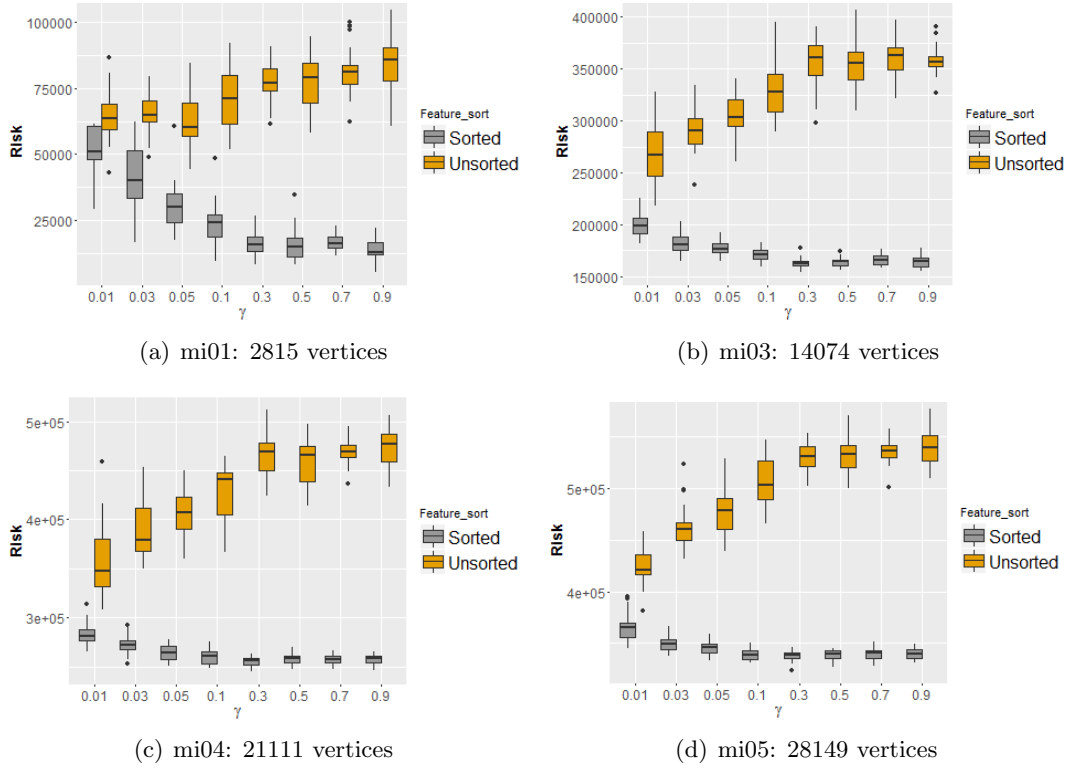 100000
75000
50000
25000
Risk
0.01 0.03 0.05 0.1 0.3 0.5 0.7 0.9
γ
Feature_sort
Sorted
Unsorted
(a) mi01: 2815 vertices
400000
350000
300000
250000
200000
150000
Risk
0.01 0.03 0.05 0.1 0.3 0.5 0.7 0.9
γ
Feature_sort
Sorted
Unsorted
(b) mi03: 14074 vertices
5e+05
4e+05
3e+05
Risk
0.01 0.03 0.05 0.1 0.3 0.5 0.7 0.9
γ
Feature_sort
Sorted
Unsorted
(c) mi04: 21111 vertices
5e+05
4e+05
Risk
0.01 0.03 0.05 0.1 0.3 0.5 0.7 0.9
γ
Feature_sort
Sorted
Unsorted
(d) mi05: 28149 vertices